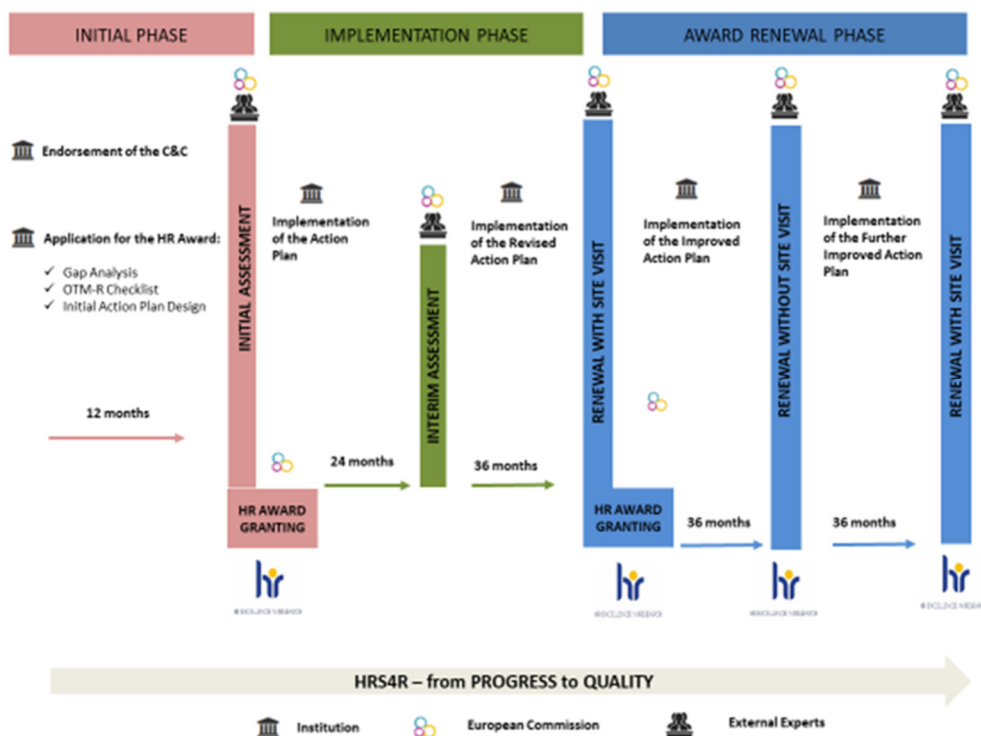 INITIAL PHASE
IMPLEMENTATION PHASE
AWARD RENEWAL PHASE
Endorsement of the C&C
Application for the HR Award:
✓ Gap Analysis
✓ OTM-R Checklist
✓ Initial Action Plan Design
12 months
INITIAL ASSESSMENT
HR AWARD
GRANTING
hr
Implementation
of the Action
Plan
24 months
INTERIM ASSESSMENT
Implementation
of the Revised
Action Plan
36 months
RENEWAL WITH SITE VISIT
HR AWARD
GRANTING
hr
Implementation
of the Improved
Action Plan
36 months
RENEWAL WITHOUT SITE VISIT
hr
Implementation
of the Further
Improved Action
Plan
36 months
RENEWAL WITH SITE VISIT
hr
HRS4R – from PROGRESS to QUALITY
Institution
European Commission
External Experts